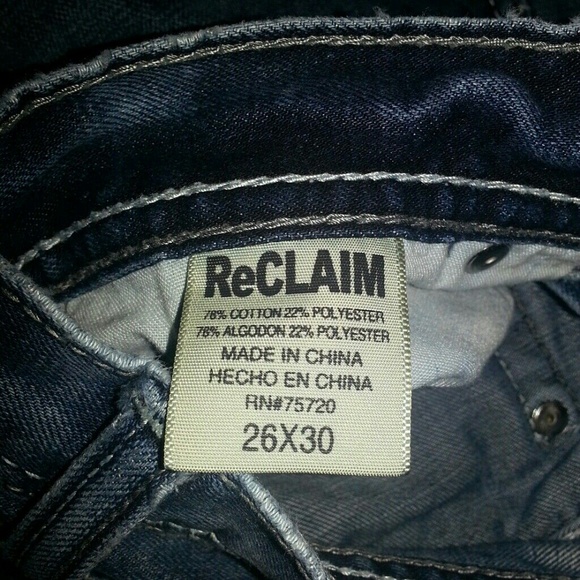 ReCLAIM
78% COTTON 22% POLYESTER
78% ALGODON 22% POLYESTER
MADE IN CHINA
HECHO EN CHINA
RN#75720
26X30